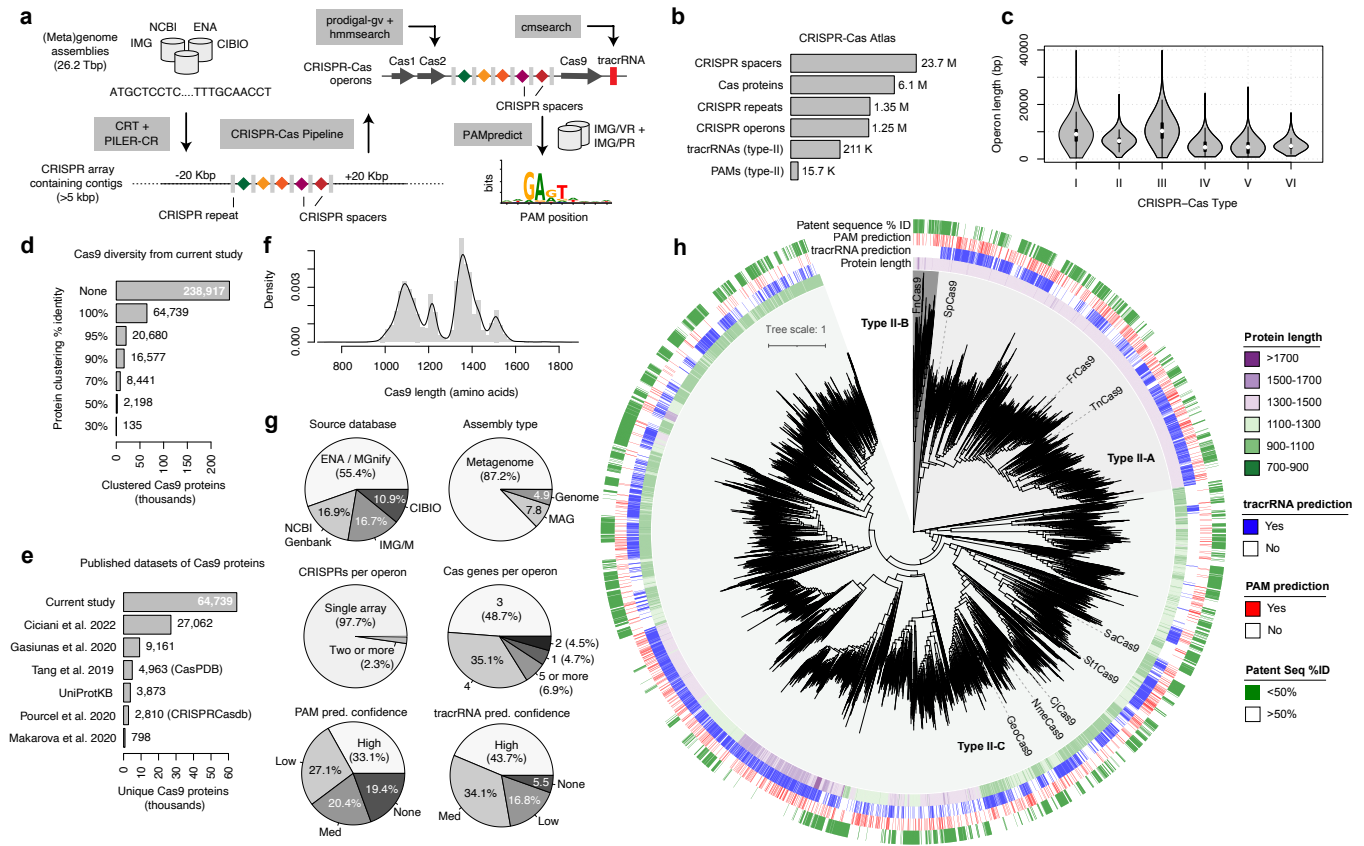 a
(Meta)genome
assemblies
(26.2 Tbp)
NCBI
ENA
IMG
CIBIO
ATGCTCCTC....TTTGCAACCT
CRT +
PILER-CR
CRISPR-Cas Pipeline
CRISPR array
containing contigs
(>5 kbp)
-20 Kbp
+20 Kbp
CRISPR repeat
CRISPR spacers
prodigal-gv +
hmmsearch
cmsearch
CRISPR-Cas
operons
Cas1
Cas2
Cas9
tracrRNA
CRISPR spacers
PAMpredict
IMG/VR +
IMG/PR
bits
GAGT
PAM position
b
CRISPR-Cas Atlas
CRISPR spacers 23.7 M
Cas proteins 6.1 M
CRISPR repeats 1.35 M
CRISPR operons 1.25 M
tracrRNAs (type-II) 211 K
PAMs (type-II) 15.7 K
c
Operon length (bp)
0 20000 40000
I II III IV V VI
CRISPR–Cas Type
d
Cas9 diversity from current study
Protein clustering % identity
None 238,917
100% 64,739
95% 20,680
90% 16,577
70% 8,441
50% 2,198
30% 135
0 50 100 150 200
Clustered Cas9 proteins
(thousands)
e
Published datasets of Cas9 proteins
Current study 64,739
Ciciani et al. 2022 27,062
Gasiunas et al. 2020 9,161
Tang et al. 2019 4,963 (CasPDB)
UniProtKB 3,873
Pourcel et al. 2020 2,810 (CRISPRCasdb)
Makarova et al. 2020 798
0 10 20 30 40 50 60
Unique Cas9 proteins
(thousands)
f
Density
0.000 0.003
800 1000 1200 1400 1600 1800
Cas9 length (amino acids)
g
Source database
ENA / MGnify
(55.4%)
10.9%
CIBIO
16.9%
16.7%
NCBI
Genbank
IMG/M
Assembly type
Metagenome
(87.2%)
4.9
Genome
7.8
MAG
CRISPRs per operon
Single array
(97.7%)
Two or more
(2.3%)
Cas genes per operon
3
(48.7%)
2 (4.5%)
1 (4.7%)
5 or more
(6.9%)
35.1%
4
PAM pred. confidence
High
(33.1%)
Low
27.1%
20.4%
19.4%
None
Med
tracrRNA pred. confidence
High
(43.7%)
5.5
None
34.1%
16.8%
Med
Low
h
Patent sequence % ID
PAM prediction
tracrRNA prediction
Protein length
Tree scale: 1
Type II-B
FnCas9
SpCas9
FrCas9
TnCas9
Type II-A
SaCas9
St1Cas9
CjCas9
NmeCas9
GeoCas9
Type II-C
Protein length
>1700
1500-1700
1300-1500
1100-1300
900-1100
700-900
tracrRNA prediction
Yes
No
PAM prediction
Yes
No
Patent Seq %ID
<50%
>50%